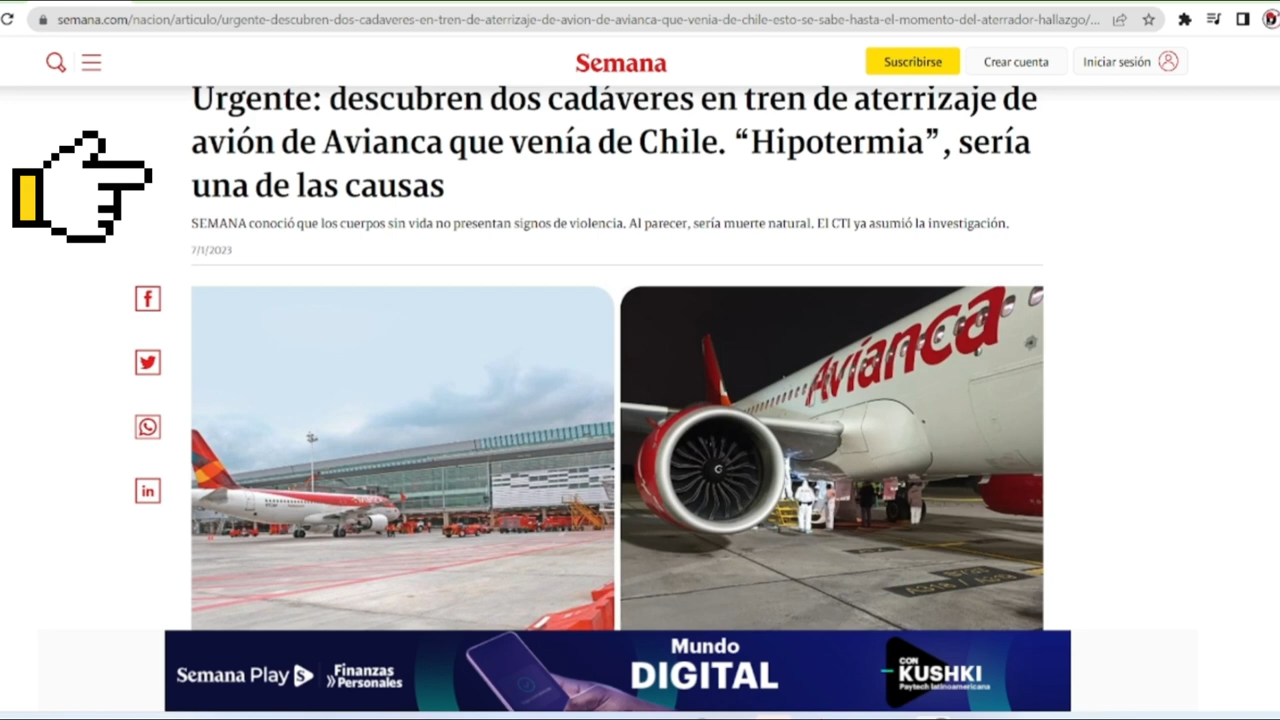 semana.com/nacion/articulo/urgente-descubren-dos-cadaveres-en-tren-de-aterrizaje-de-avion-de-avianca-que-venia-de-chile-esto-se-sabe-hasta-el-momento-del-aterrador-hallazgo/...
Semana
Suscribirse
Crear cuenta
Iniciar sesión
Urgente: descubren dos cadáveres en tren de aterrizaje de
avión de Avianca que venía de Chile. “Hipotermia”, sería
una de las causas
SEMANA conoció que los cuerpos sin vida no presentan signos de violencia. Al parecer, sería muerte natural. El CTI ya asumió la investigación.
7/1/2023
Avianca
Semana Play
Finanzas
Personales
Mundo
DIGITAL
CON
KUSHKI
Paytech latinoamericana